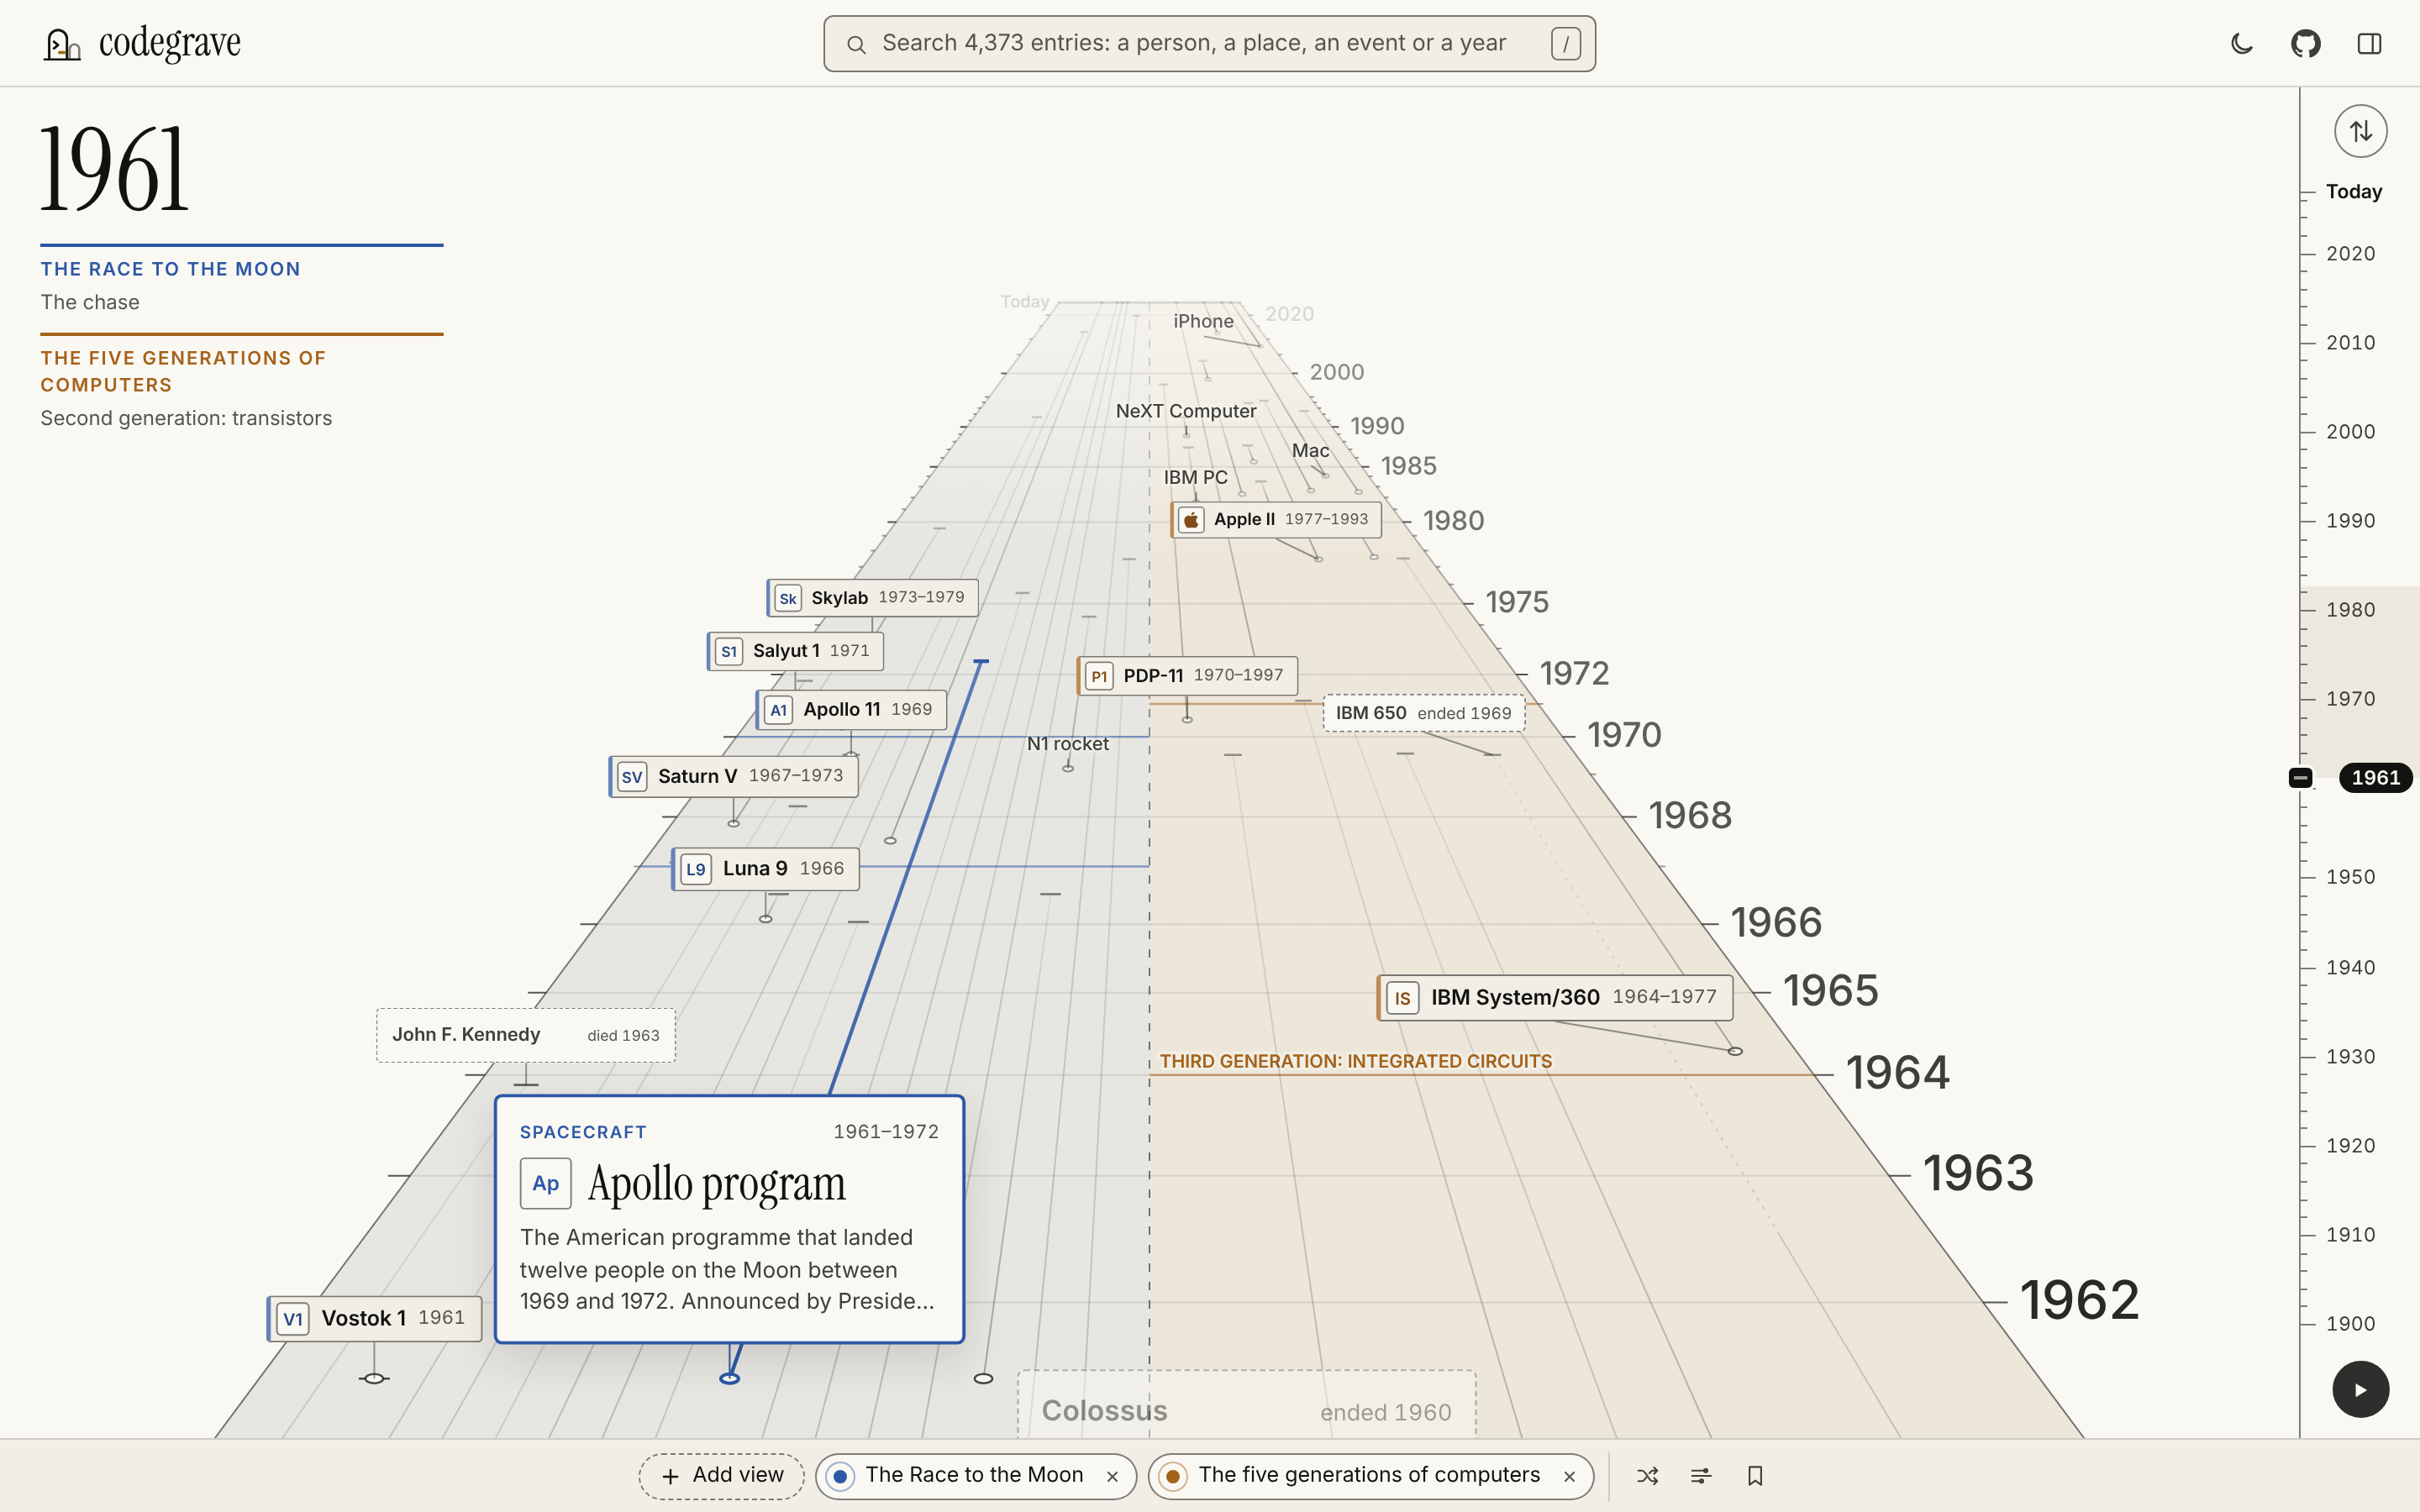 codegrave
Search 4,373 entries: a person, a place, an event or a year
/
1961
THE RACE TO THE MOON
The chase
THE FIVE GENERATIONS OF
COMPUTERS
Second generation: transistors
Today
2020
iPhone
2000
NeXT Computer
1990
Mac
1985
IBM PC
Apple II 1977–1993
1980
Sk Skylab 1973–1979
1975
S1 Salyut 1 1971
P1 PDP-11 1970–1997
1972
A1 Apollo 11 1969
IBM 650 ended 1969
1970
N1 rocket
SV Saturn V 1967–1973
1968
L9 Luna 9 1966
1966
IS IBM System/360 1964–1977
1965
John F. Kennedy died 1963
THIRD GENERATION: INTEGRATED CIRCUITS
1964
SPACECRAFT 1961–1972
Ap Apollo program
The American programme that landed
twelve people on the Moon between
1969 and 1972. Announced by Preside...
1963
V1 Vostok 1 1961
1962
Colossus ended 1960
Today
2020
2010
2000
1990
1980
1970
1961
1950
1940
1930
1920
1910
1900
Add view
The Race to the Moon
The five generations of computers